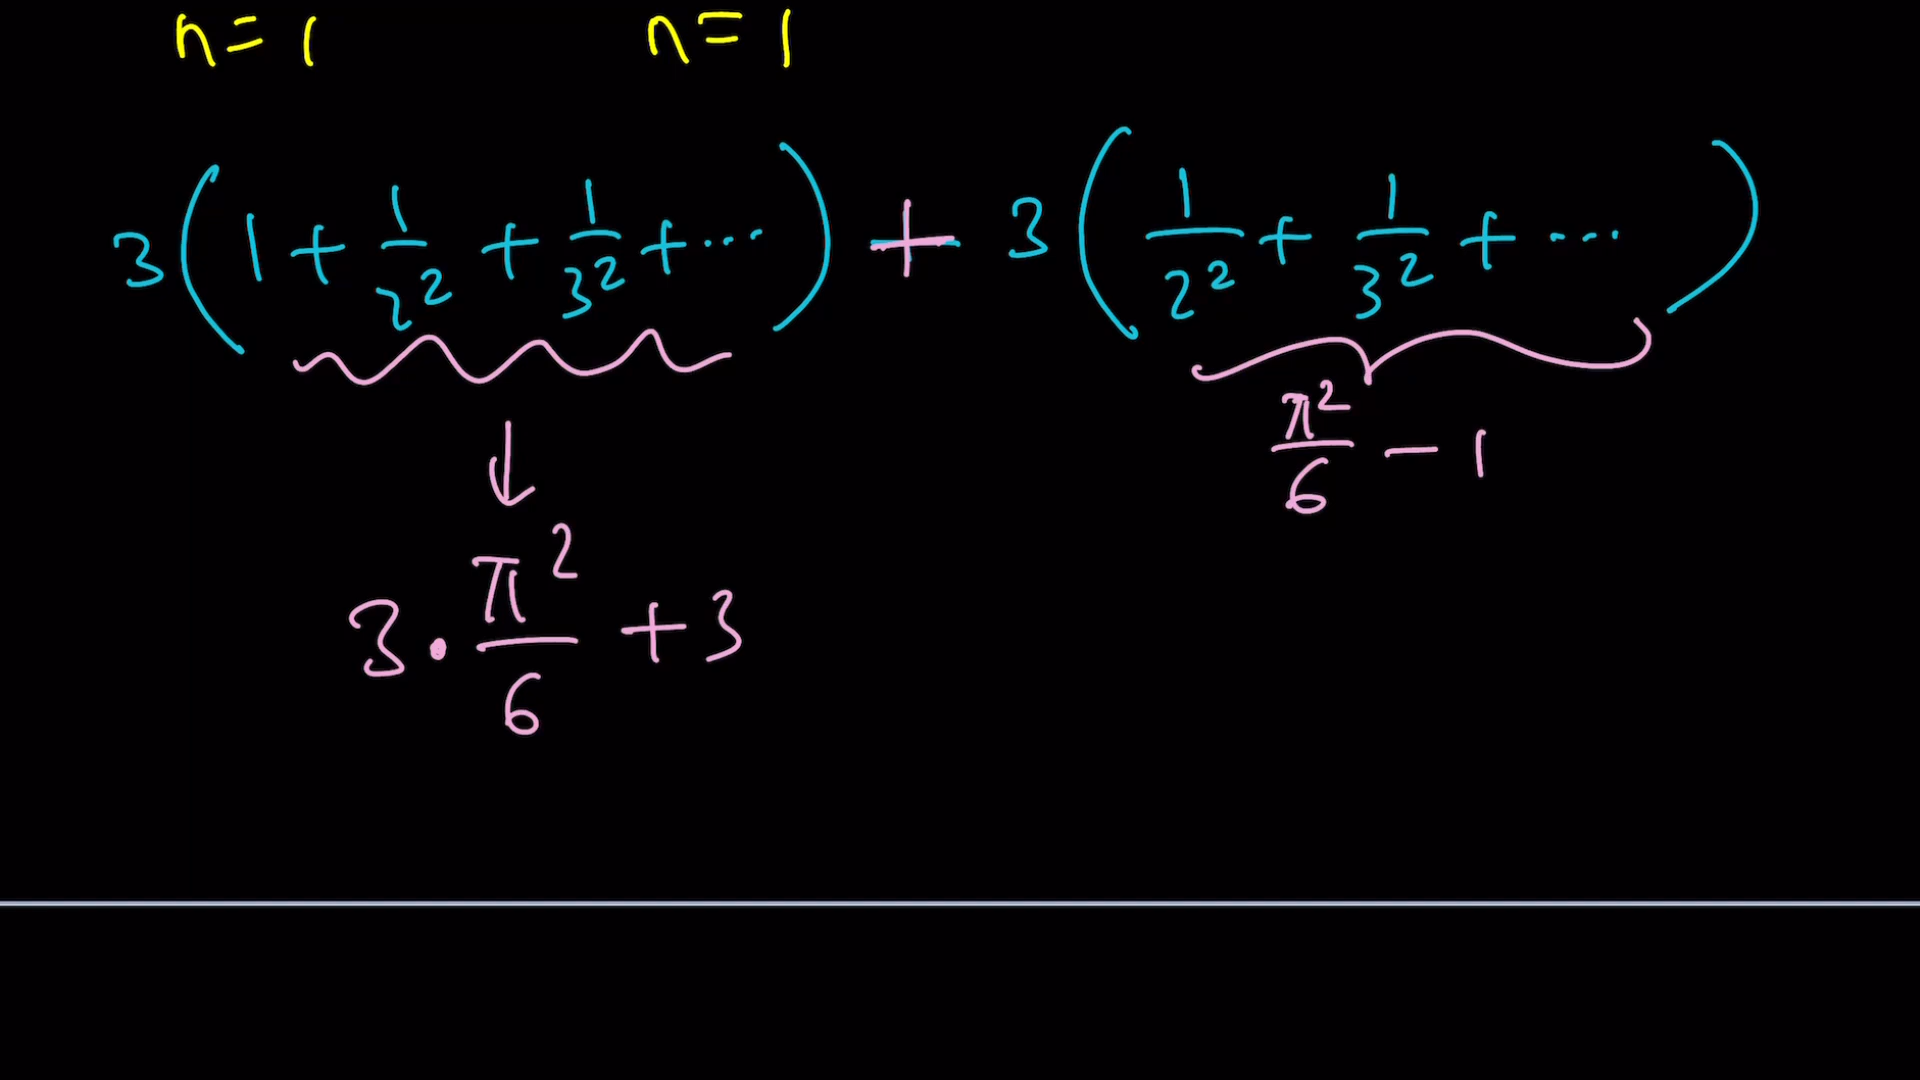 n = 1 n = 1
3 ( 1 + 1/2² + 1/3² + ⋯ ) + 3 ( 1/2² + 1/3² + ⋯ )
π²/6 − 1
3 · π²/6 + 3